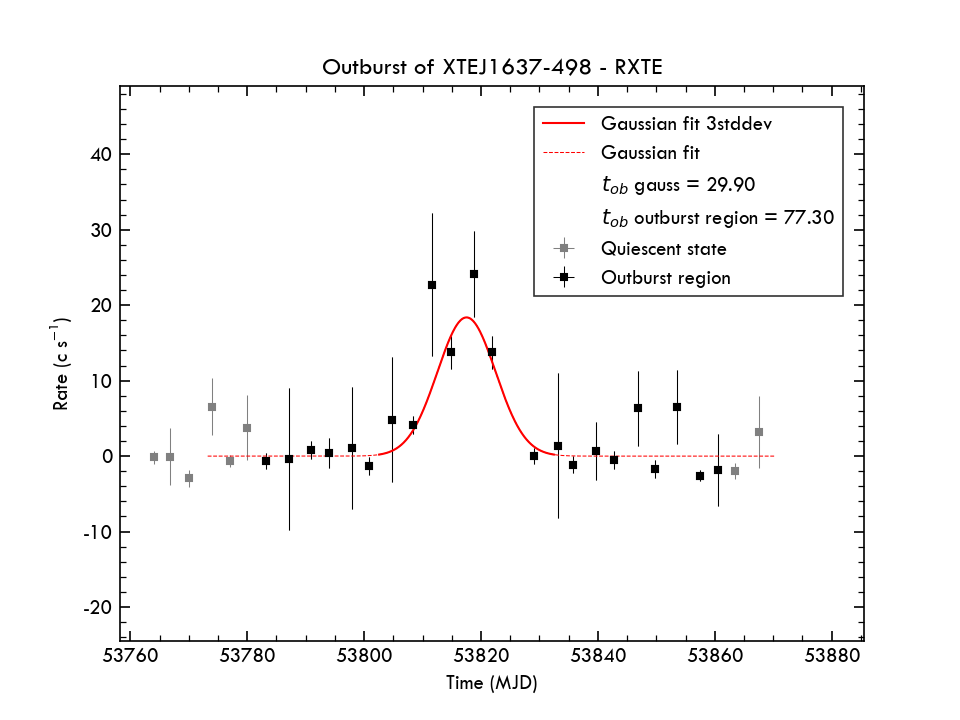 Outburst of XTEJ1637-498 - RXTE
Gaussian fit 3stddev
Gaussian fit
t_ob gauss = 29.90
t_ob outburst region = 77.30
Quiescent state
Outburst region
Rate (c s⁻¹)
40
30
20
10
0
-10
-20
53760 53780 53800 53820 53840 53860 53880
Time (MJD)